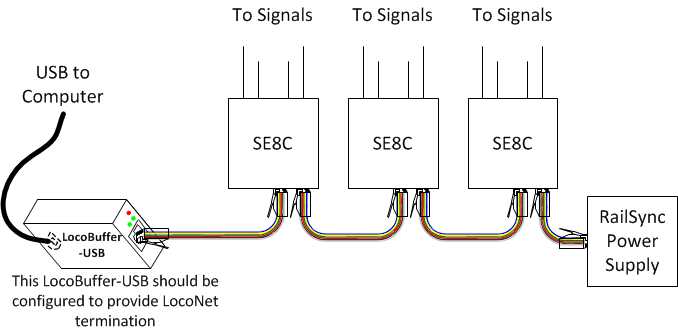 To Signals
To Signals
To Signals
USB to
Computer
SE8C
SE8C
SE8C
LocoBuffer
-USB
RailSync
Power
Supply
This LocoBuffer-USB should be
configured to provide LocoNet
termination